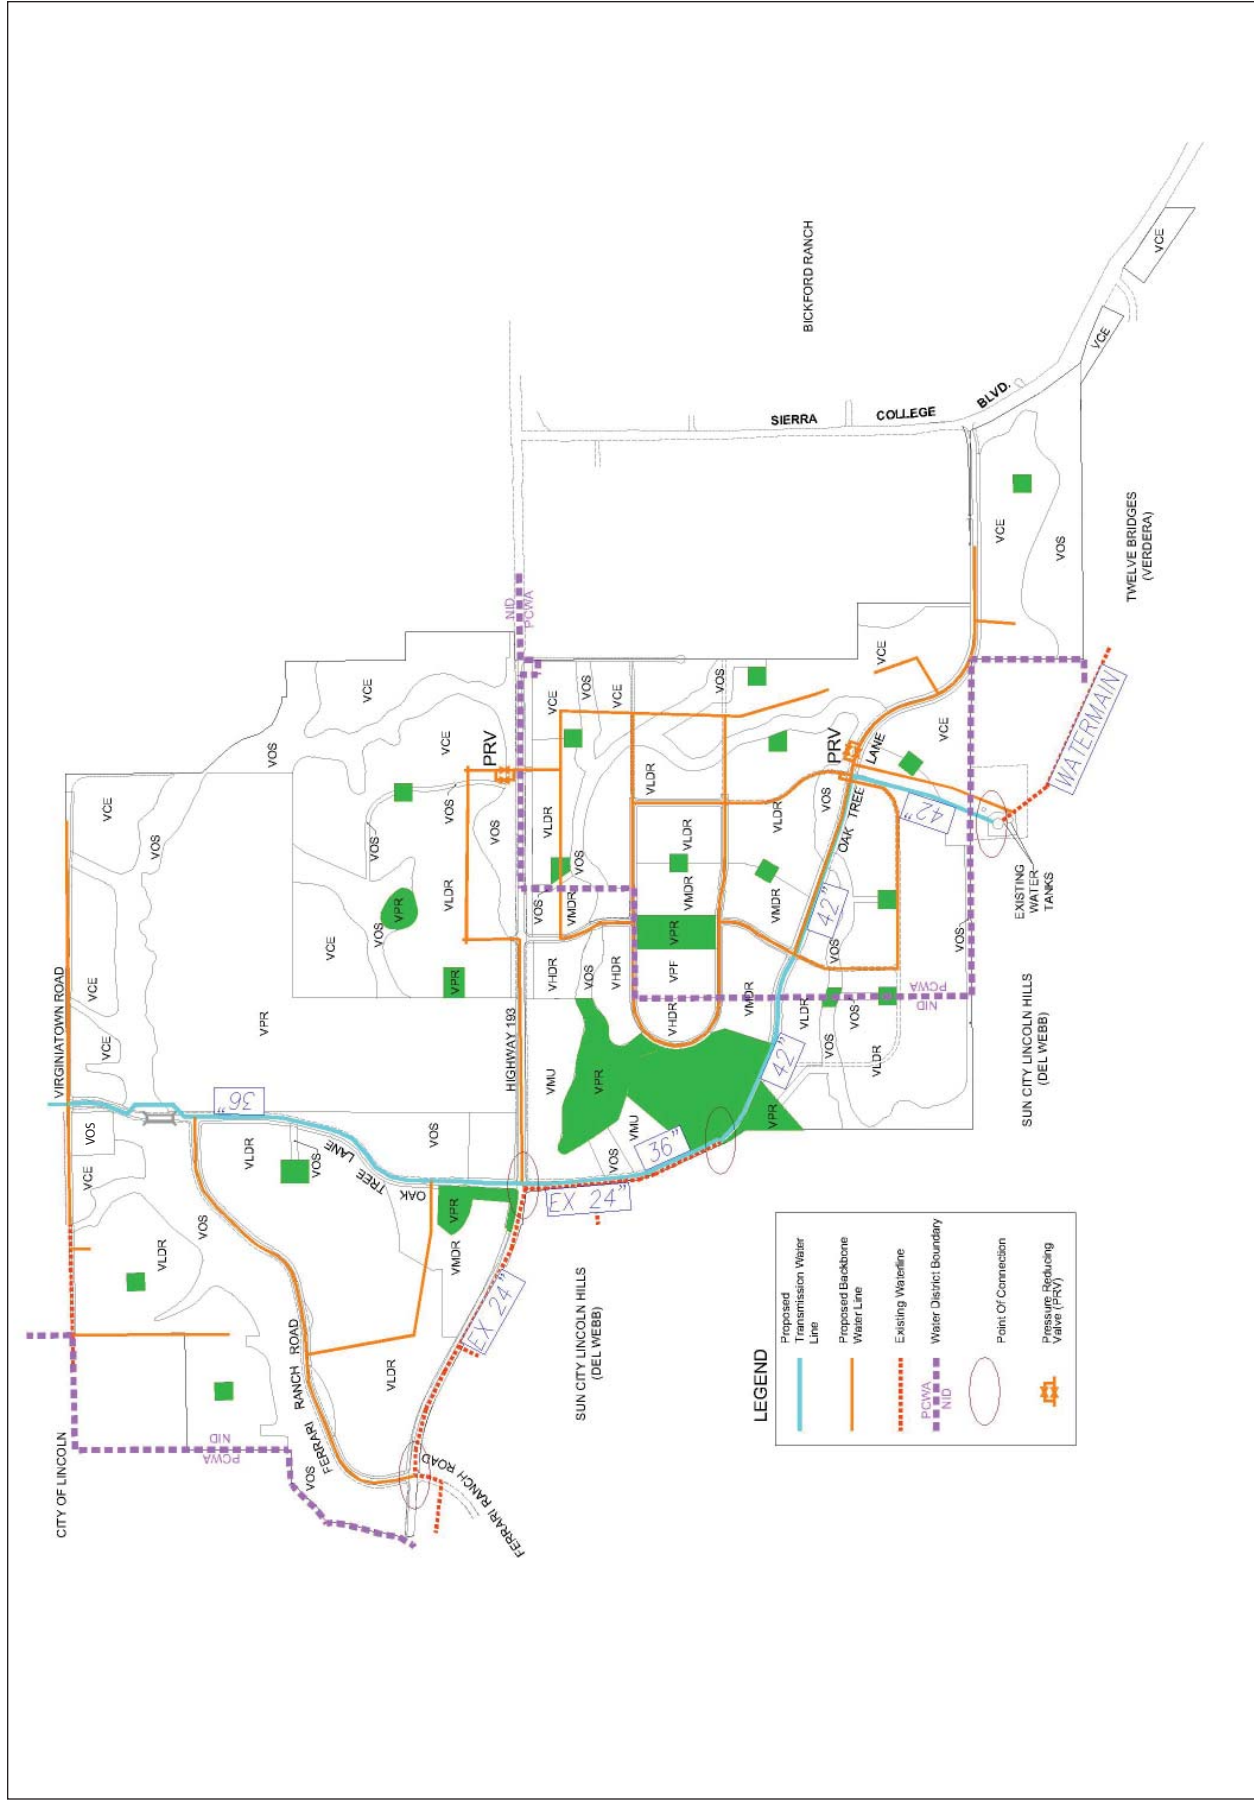 CITY OF LINCOLN
VIRGINIATOWN ROAD
PCWA
NID
VOS
FERRARI RANCH ROAD
FERRARI RANCH ROAD
VLDR
VCE
VOS
VCE
VCE
VCE
VOS
VOS
VLDR
VOS
36"
OAK TREE LANE
VOS
VPR
VLDR
VMDR
VPR
EX 24"
EX 24"
HIGHWAY 193
VPR
VCE
VOS
VPR
VLDR
VOS
VOS
VOS
VOS
VCE
VCE
PRV
NID
PCWA
VMU
VPR
VMU
VOS
36"
VPR
42"
VHDR
VOS
VHDR
VOS
VMDR
VLDR
VOS
VCE
VOS
VCE
VHDR
VPF
VPR
VMDR
VLDR
VLDR
VOS
VMDR
VMDR
VLDR
VOS
VLDR
VOS
VOS
VLDR
VOS
42"
OAK TREE LANE
PRV
VCE
VCE
42"
VOS
PCWA
NID
EXISTING
WATER
TANKS
WATERMAIN
VCE
VOS
VCE
VCE
SIERRA COLLEGE BLVD.
BICKFORD RANCH
TWELVE BRIDGES
(VERDERA)
SUN CITY LINCOLN HILLS
(DEL WEBB)
SUN CITY LINCOLN HILLS
(DEL WEBB)
LEGEND
Proposed
Transmission Water
Line
Proposed Backbone
Water Line
Existing Waterline
PCWA
NID
Water District Boundary
Point Of Connection
Pressure Reducing
Valve (PRV)